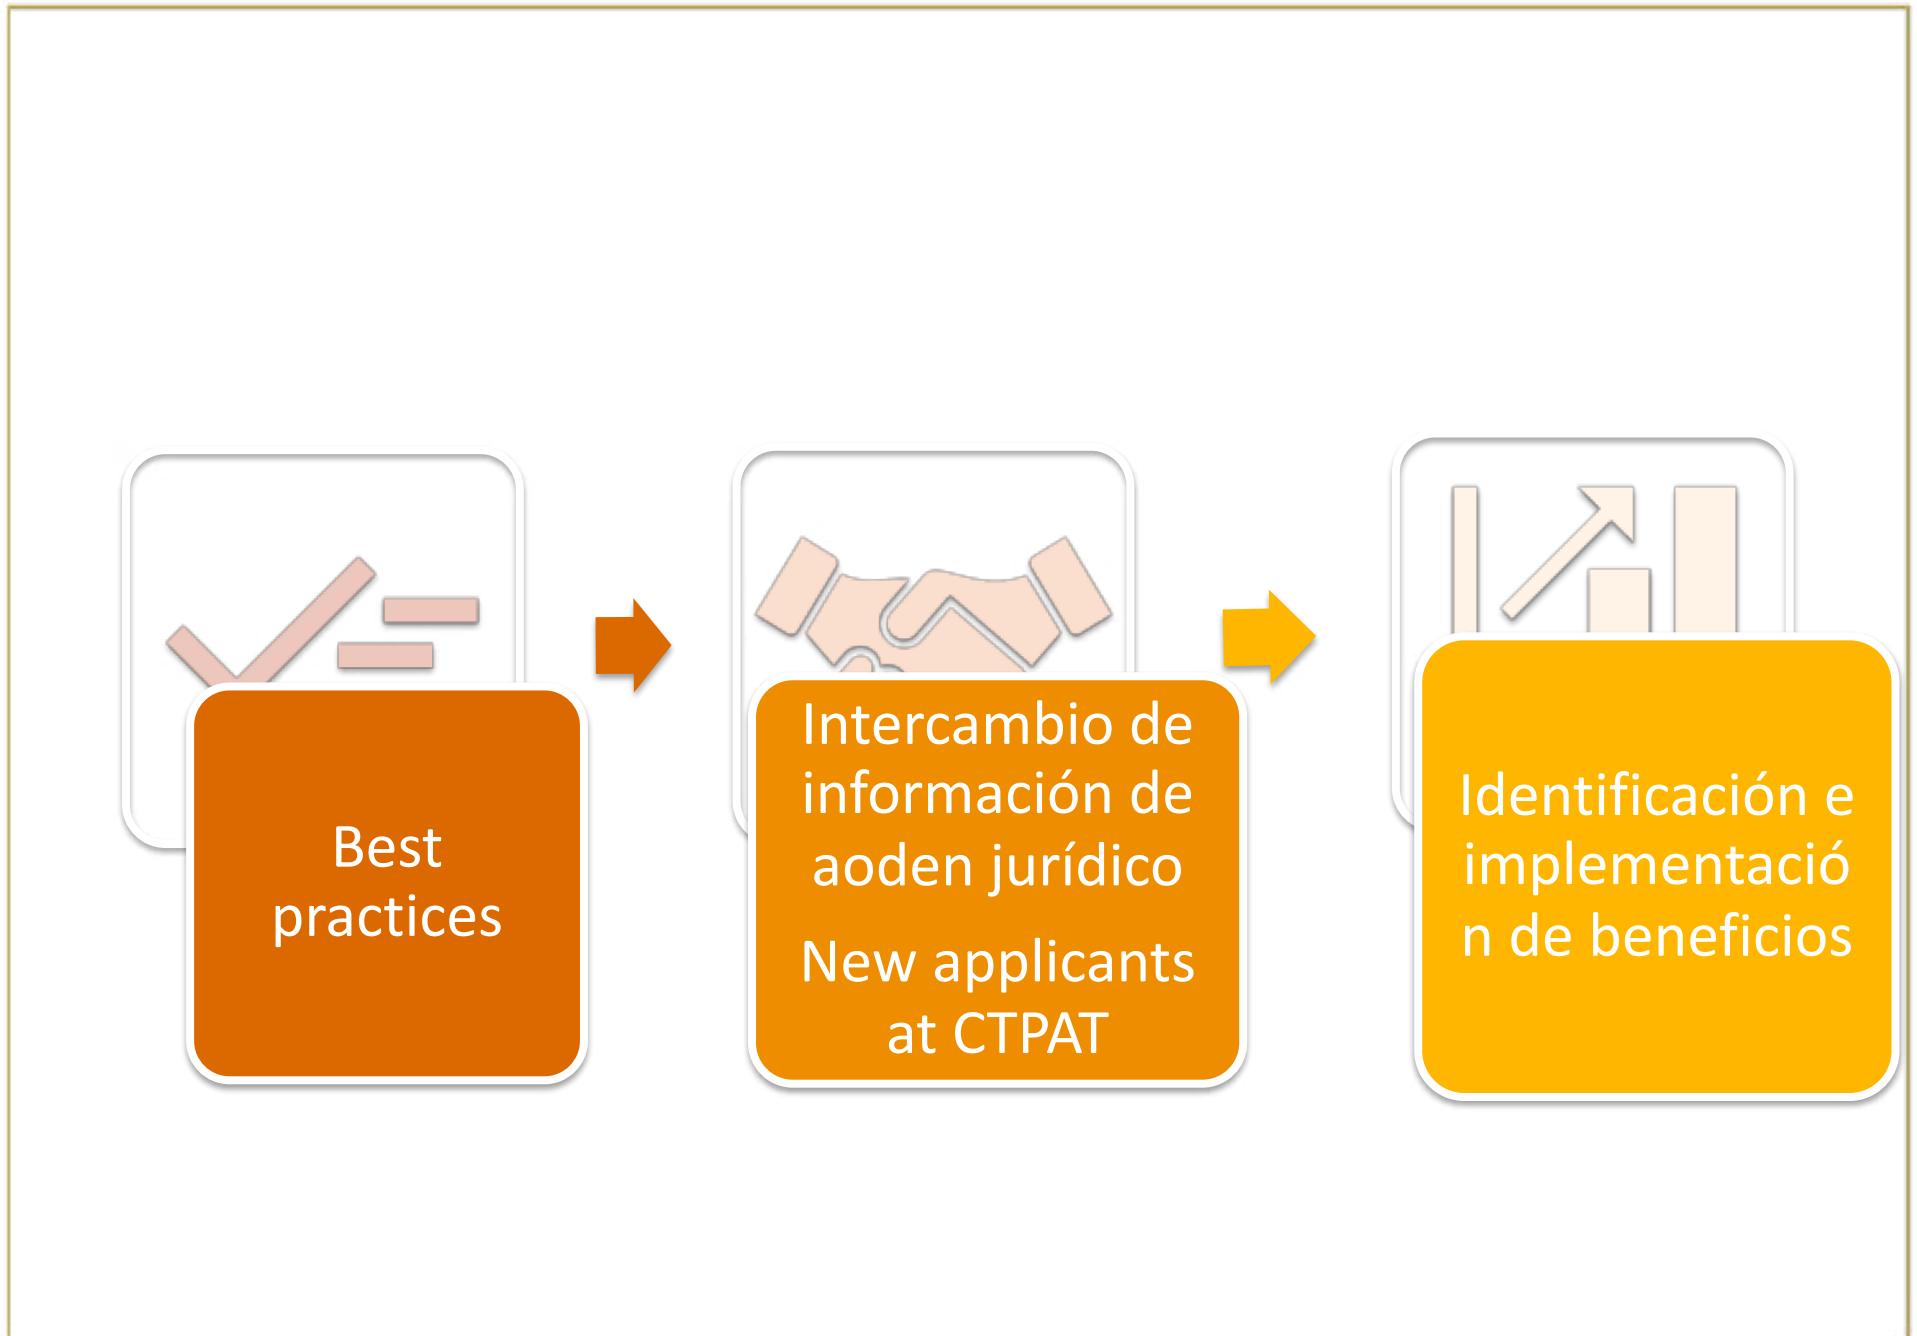 Best
practices
Intercambio de
información de
aoden jurídico
New applicants
at CTPAT
Identificación e
implementació
n de beneficios